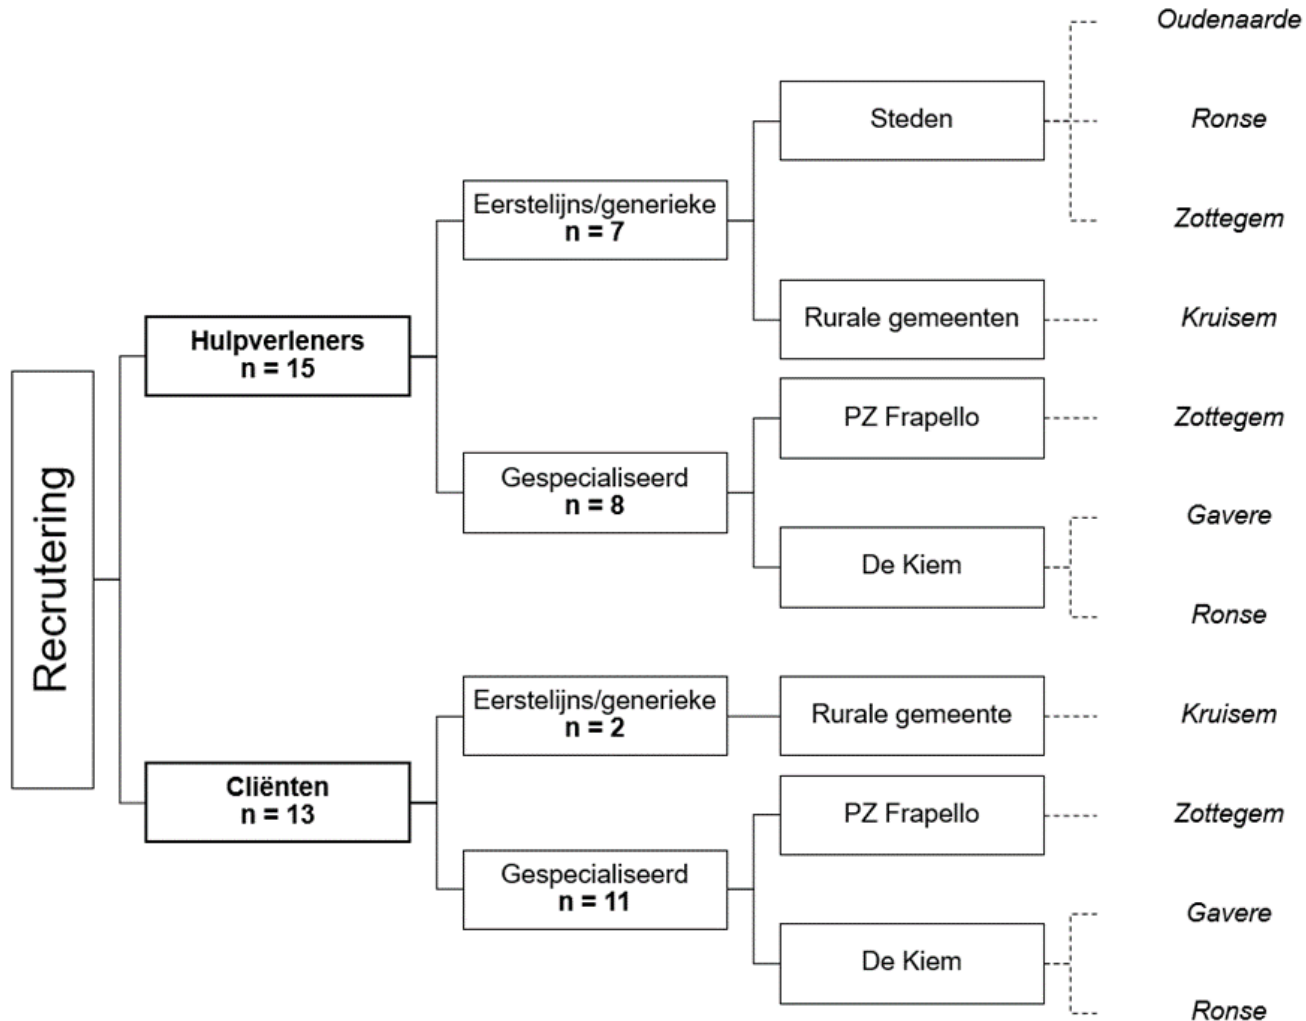 Recrutering
Hulpverleners
n = 15
Eerstelijns/generieke
n = 7
Steden
Oudenaarde
Ronse
Zottegem
Rurale gemeenten
Kruisem
Gespecialiseerd
n = 8
PZ Frapello
Zottegem
De Kiem
Gavere
Ronse
Cliënten
n = 13
Eerstelijns/generieke
n = 2
Rurale gemeente
Kruisem
Gespecialiseerd
n = 11
PZ Frapello
Zottegem
De Kiem
Gavere
Ronse